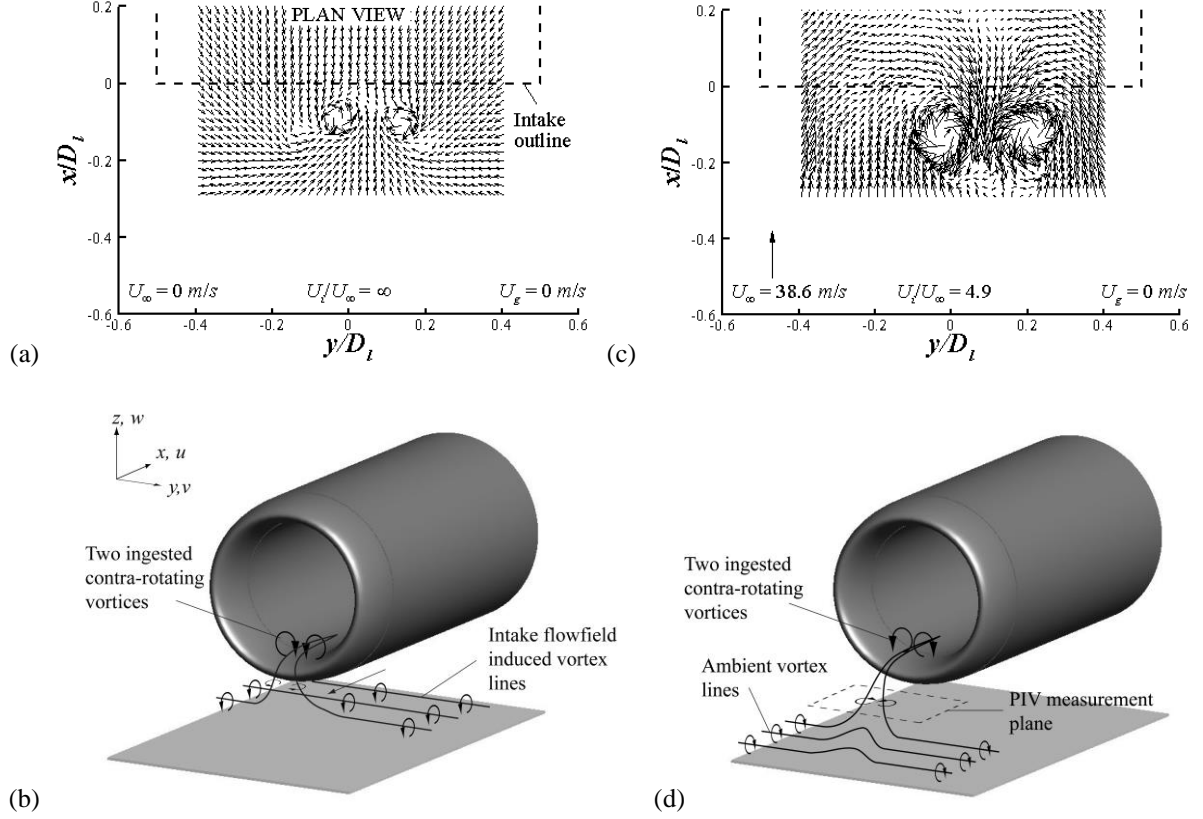 PLAN VIEW
0.2
0
-0.2
-0.4
-0.6
x/D_l
Intake
outline
U_∞ = 0 m/s
U_i/U_∞ = ∞
U_g = 0 m/s
-0.6 -0.4 -0.2 0 0.2 0.4 0.6
y/D_l
(a)
0.2
0
-0.2
-0.4
-0.6
x/D_l
U_∞ = 38.6 m/s
U_i/U_∞ = 4.9
U_g = 0 m/s
-0.6 -0.4 -0.2 0 0.2 0.4 0.6
y/D_l
(c)
z, w
x, u
y,v
Two ingested
contra-rotating
vortices
Intake flowfield
induced vortex
lines
(b)
Two ingested
contra-rotating
vortices
Ambient vortex
lines
PIV measurement
plane
(d)